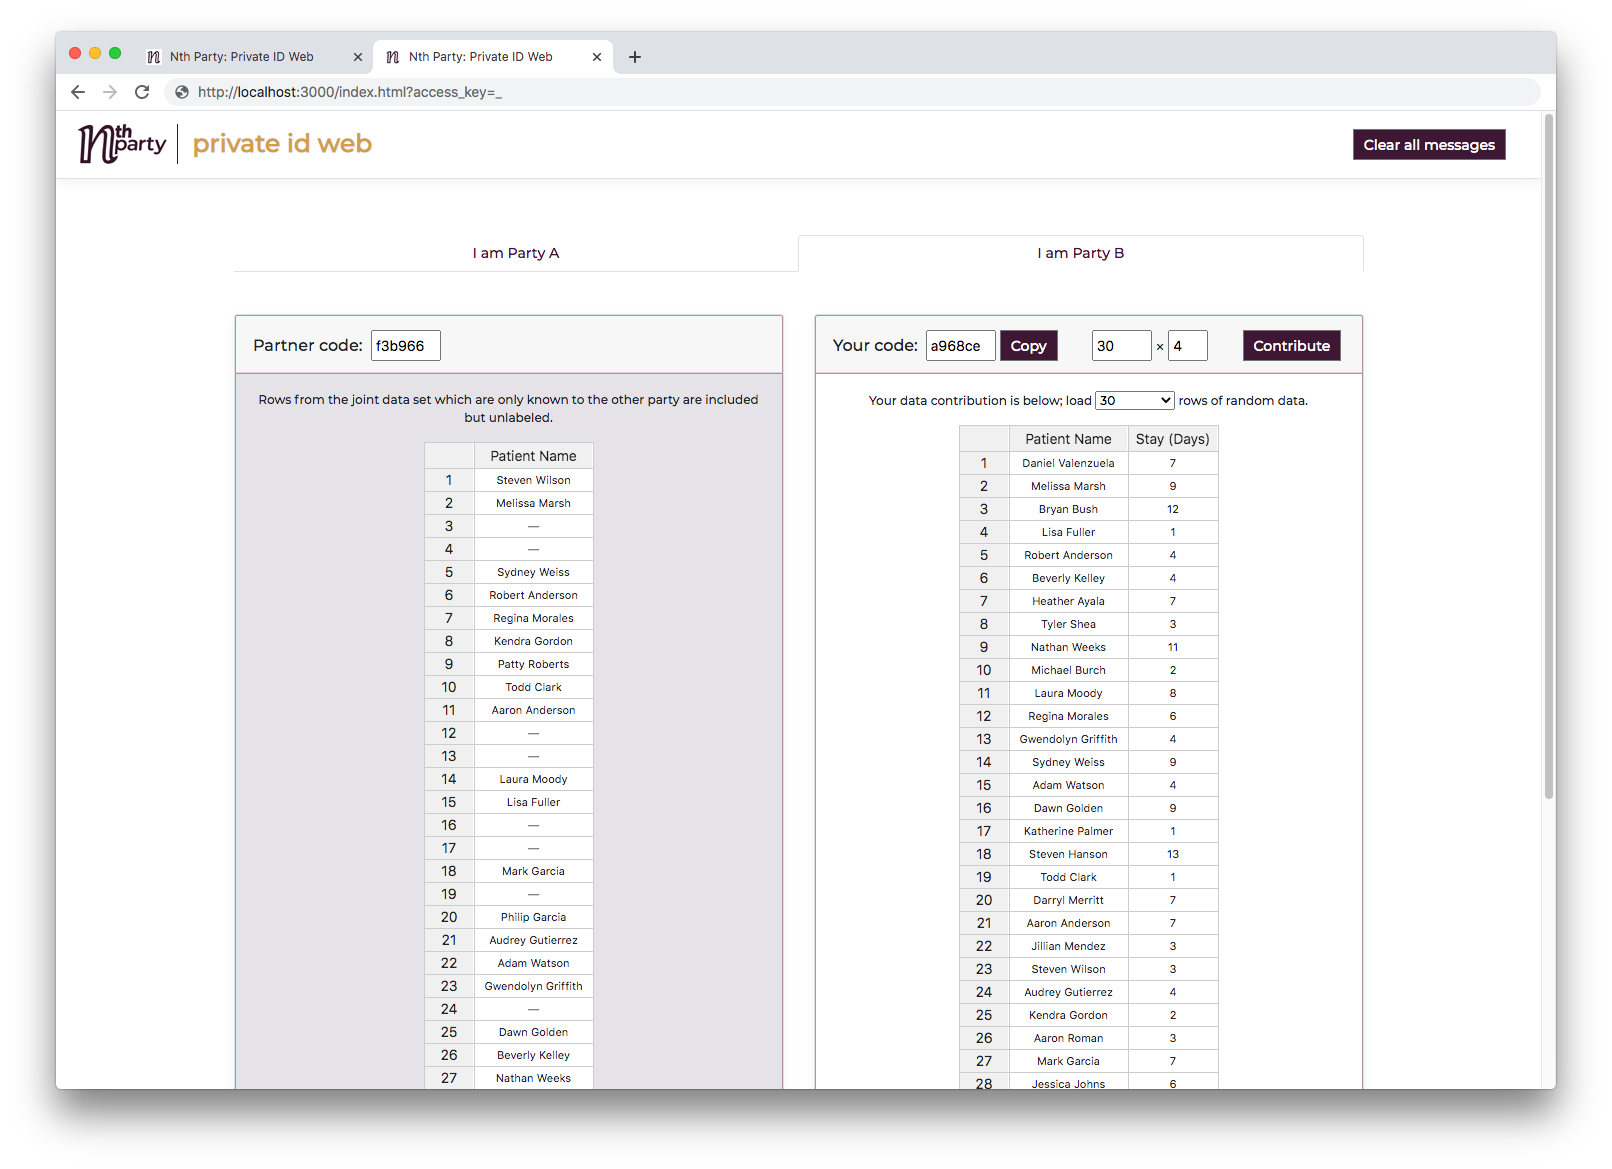 Nth Party: Private ID Web
Nth Party: Private ID Web
http://localhost:3000/index.html?access_key=_
nth party
private id web
Clear all messages
I am Party A
I am Party B
Partner code: f3b966
Rows from the joint data set which are only known to the other party are included
but unlabeled.
Patient Name
1 Steven Wilson
2 Melissa Marsh
3 —
4 —
5 Sydney Weiss
6 Robert Anderson
7 Regina Morales
8 Kendra Gordon
9 Patty Roberts
10 Todd Clark
11 Aaron Anderson
12 —
13 —
14 Laura Moody
15 Lisa Fuller
16 —
17 —
18 Mark Garcia
19 —
20 Philip Garcia
21 Audrey Gutierrez
22 Adam Watson
23 Gwendolyn Griffith
24 —
25 Dawn Golden
26 Beverly Kelley
27 Nathan Weeks
Your code: a968ce Copy 30 × 4 Contribute
Your data contribution is below; load 30 rows of random data.
Patient Name Stay (Days)
1 Daniel Valenzuela 7
2 Melissa Marsh 9
3 Bryan Bush 12
4 Lisa Fuller 1
5 Robert Anderson 4
6 Beverly Kelley 4
7 Heather Ayala 7
8 Tyler Shea 3
9 Nathan Weeks 11
10 Michael Burch 2
11 Laura Moody 8
12 Regina Morales 6
13 Gwendolyn Griffith 4
14 Sydney Weiss 9
15 Adam Watson 4
16 Dawn Golden 9
17 Katherine Palmer 1
18 Steven Hanson 13
19 Todd Clark 1
20 Darryl Merritt 7
21 Aaron Anderson 7
22 Jillian Mendez 3
23 Steven Wilson 3
24 Audrey Gutierrez 4
25 Kendra Gordon 2
26 Aaron Roman 3
27 Mark Garcia 7
28 Jessica Johns 6